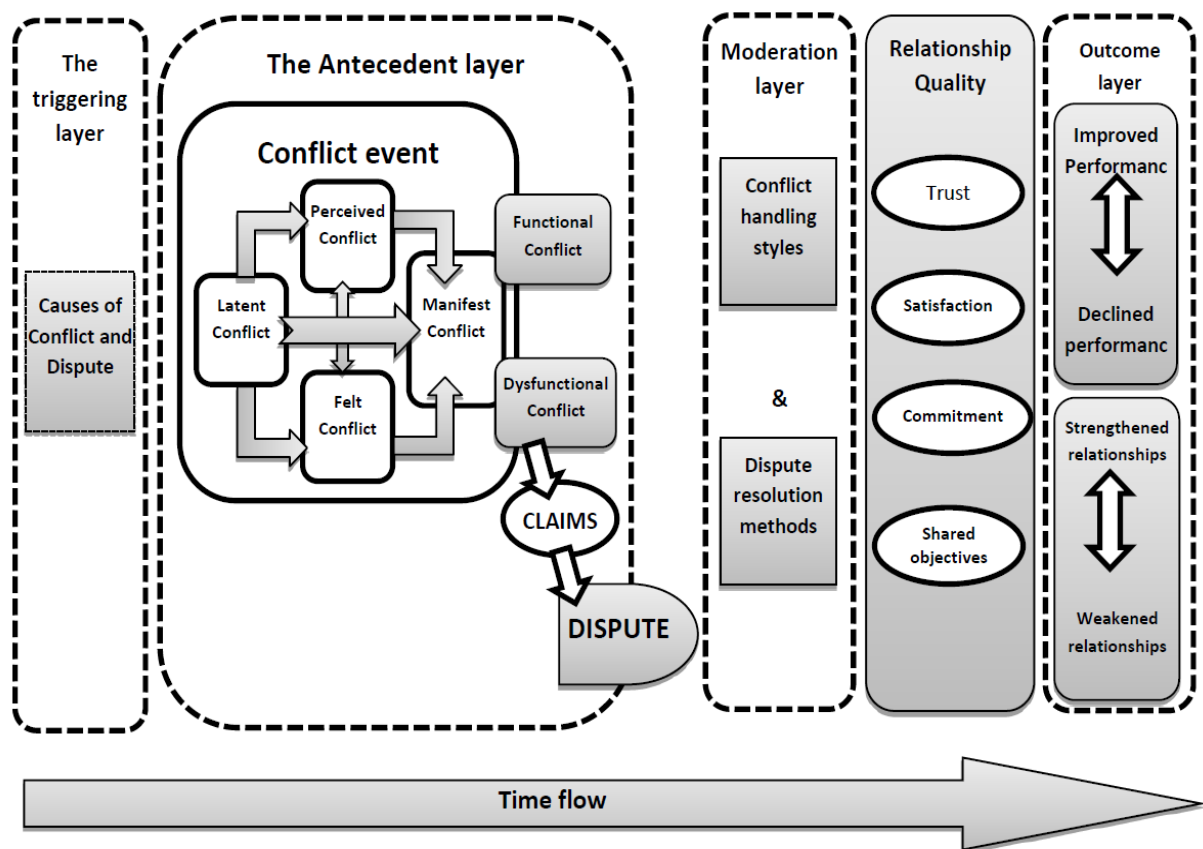 The
triggering
layer
Causes of
Conflict and
Dispute
The Antecedent layer
Conflict event
Perceived
Conflict
Latent
Conflict
Manifest
Conflict
Felt
Conflict
Functional
Conflict
Dysfunctional
Conflict
CLAIMS
DISPUTE
Moderation
layer
Conflict
handling
styles
&
Dispute
resolution
methods
Relationship
Quality
Trust
Satisfaction
Commitment
Shared
objectives
Outcome
layer
Improved
Performanc
Declined
performanc
Strengthened
relationships
Weakened
relationships
Time flow